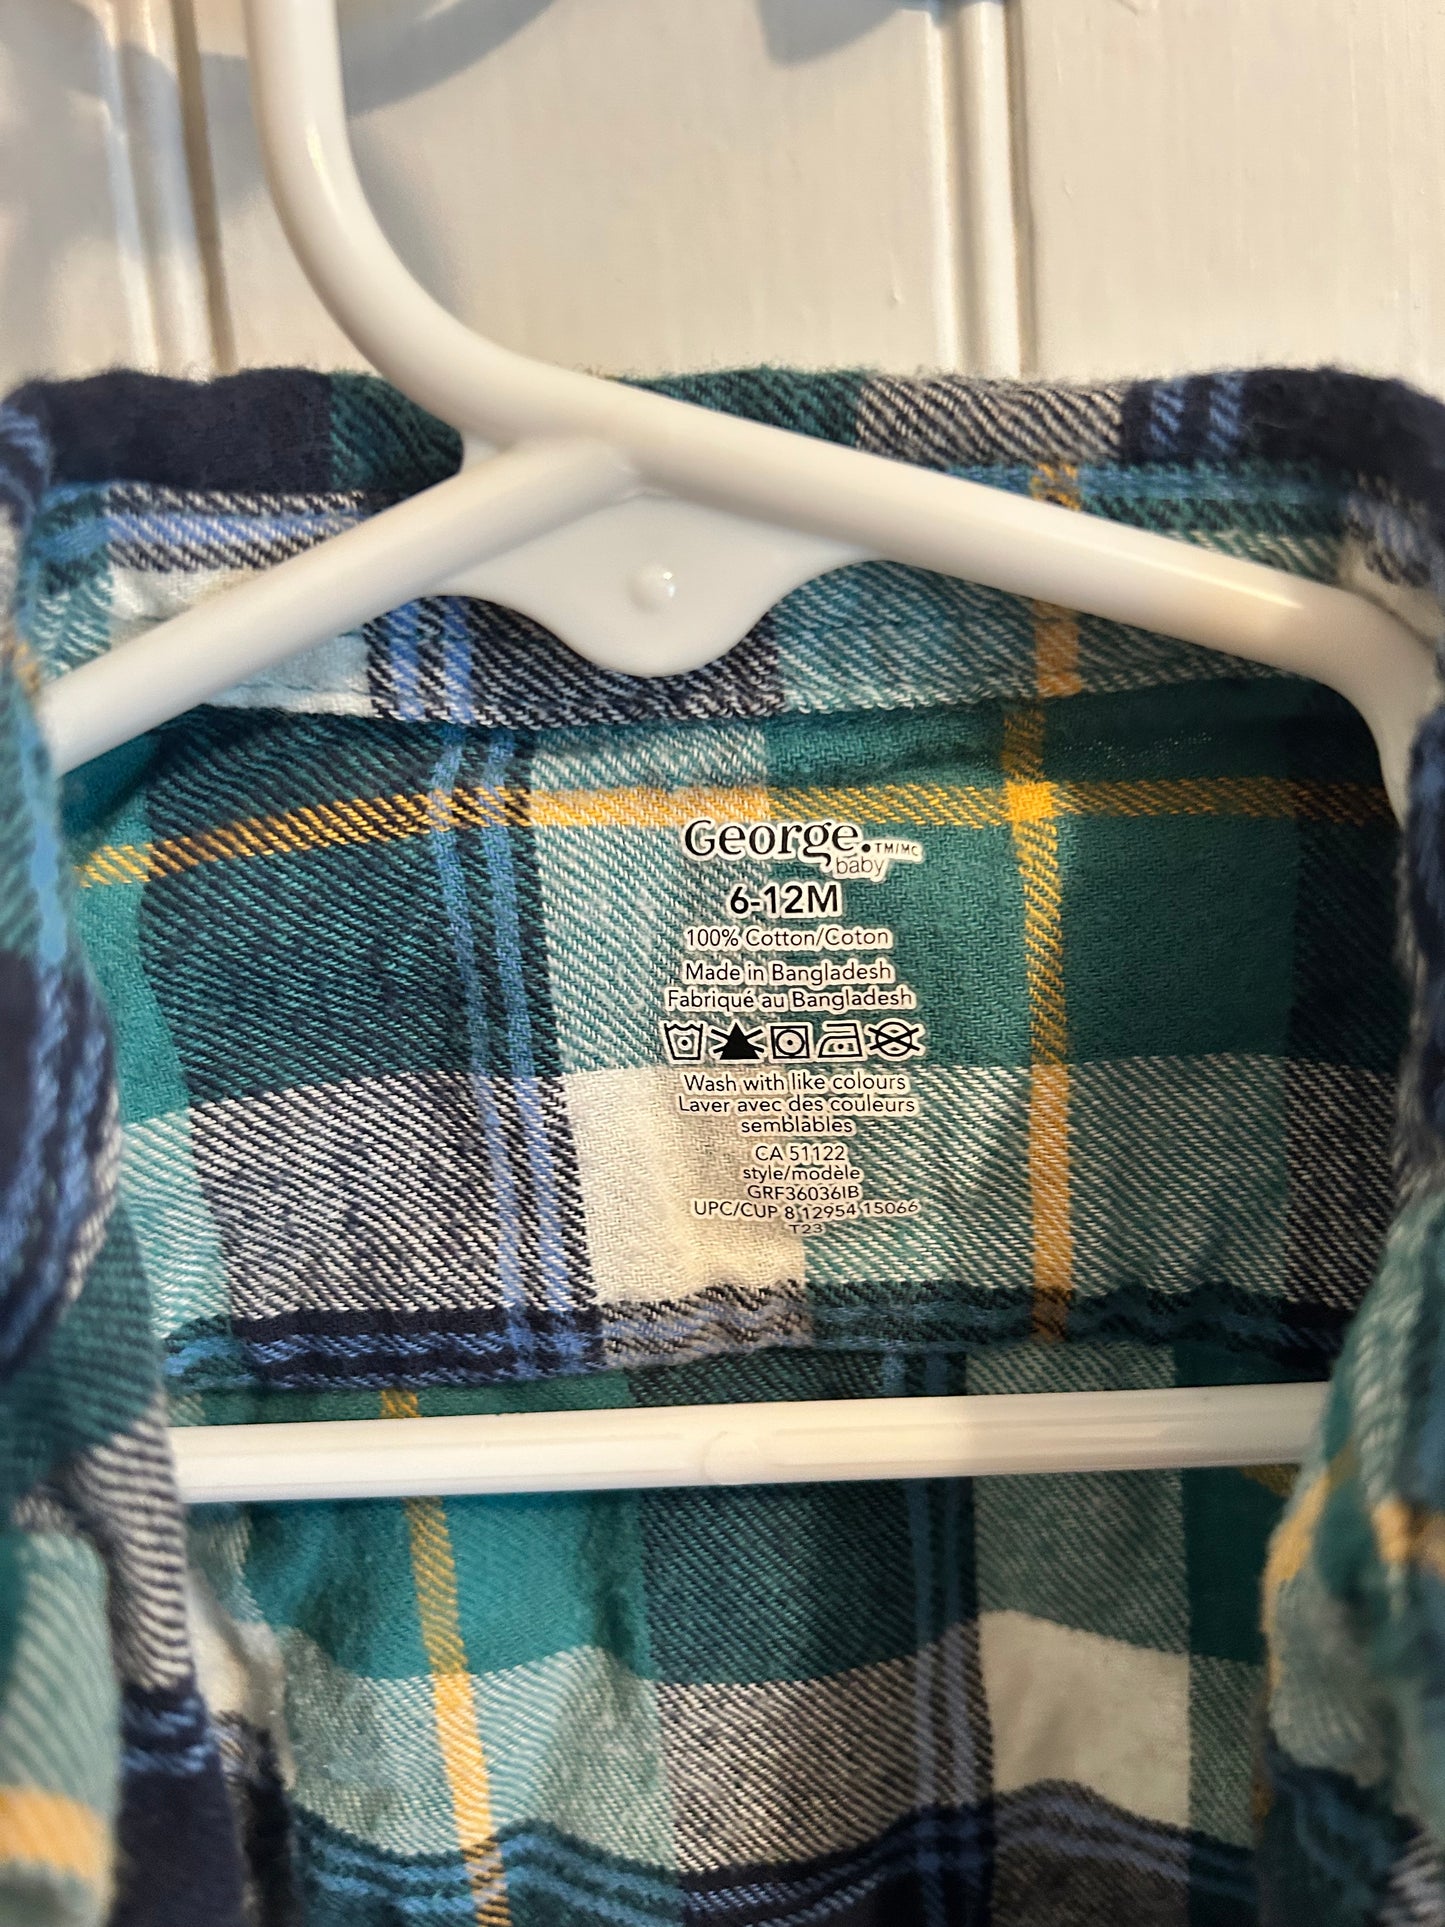 George.TM/MC
baby
6-12M
100% Cotton/Coton
Made in Bangladesh
Fabriqué au Bangladesh
Wash with like colours
Laver avec des couleurs
semblables
CA 51122
style/modèle
GRF36036IB
UPC/CUP 8 12954 15066
T23